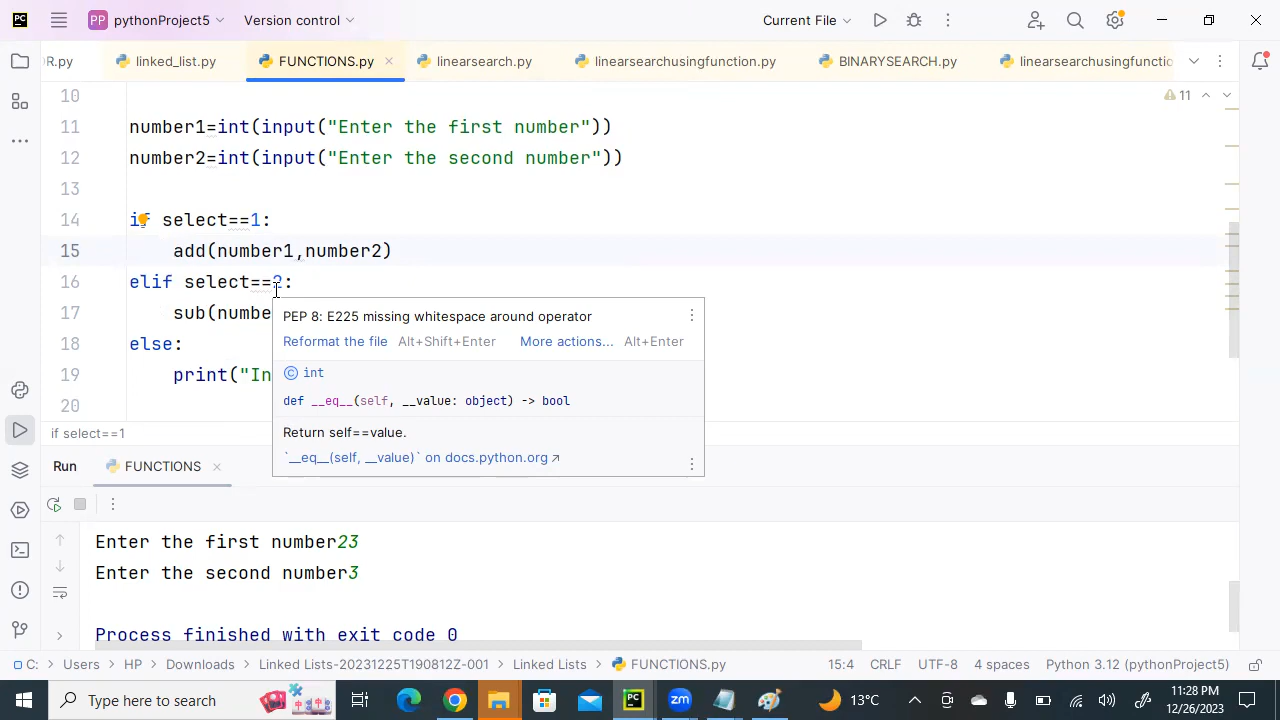 PP pythonProject5 Version control Current File
R.py linked_list.py FUNCTIONS.py linearsearch.py linearsearchusingfunction.py BINARYSEARCH.py linearsearchusingfunctio
10
11 number1=int(input("Enter the first number"))
12 number2=int(input("Enter the second number"))
13
14 if select==1:
15 add(number1,number2)
16 elif select==2:
17 sub(numbe
18 else:
19 print("In
20
11
PEP 8: E225 missing whitespace around operator
Reformat the file Alt+Shift+Enter More actions... Alt+Enter
int
def __eq__(self, __value: object) -> bool
Return self==value.
`__eq__(self, __value)` on docs.python.org
if select==1
Run FUNCTIONS
Enter the first number23
Enter the second number3
Process finished with exit code 0
C: Users HP Downloads Linked Lists-20231225T190812Z-001 Linked Lists FUNCTIONS.py 15:4 CRLF UTF-8 4 spaces Python 3.12 (pythonProject5)
Type here to search 13°C 11:28 PM
12/26/2023